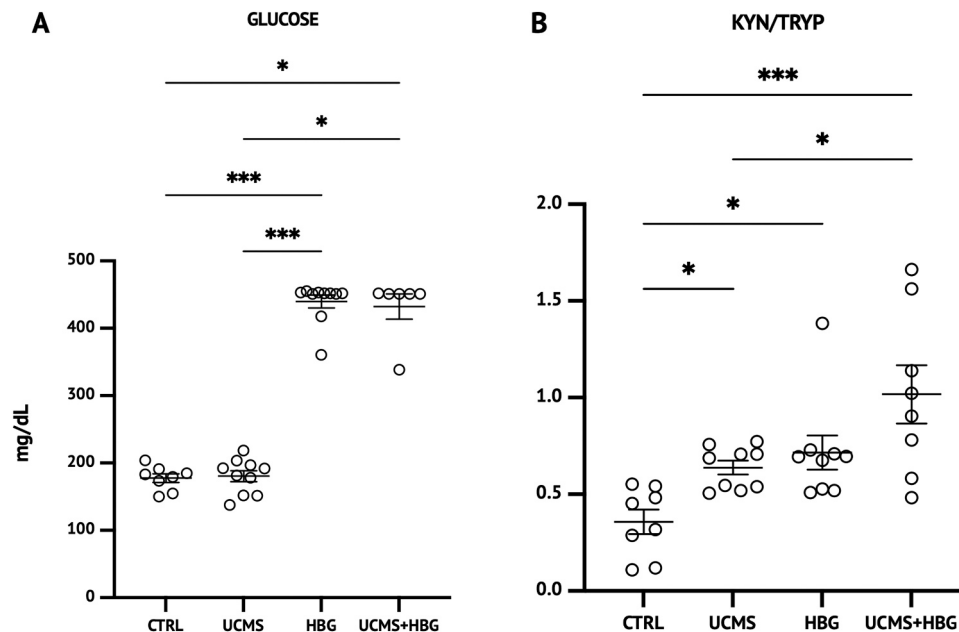 A
GLUCOSE
*
*
***
***
500
400
300
200
100
0
mg/dL
CTRL
UCMS
HBG
UCMS+HBG
B
KYN/TRYP
***
*
*
*
2.0
1.5
1.0
0.5
0.0
CTRL
UCMS
HBG
UCMS+HBG